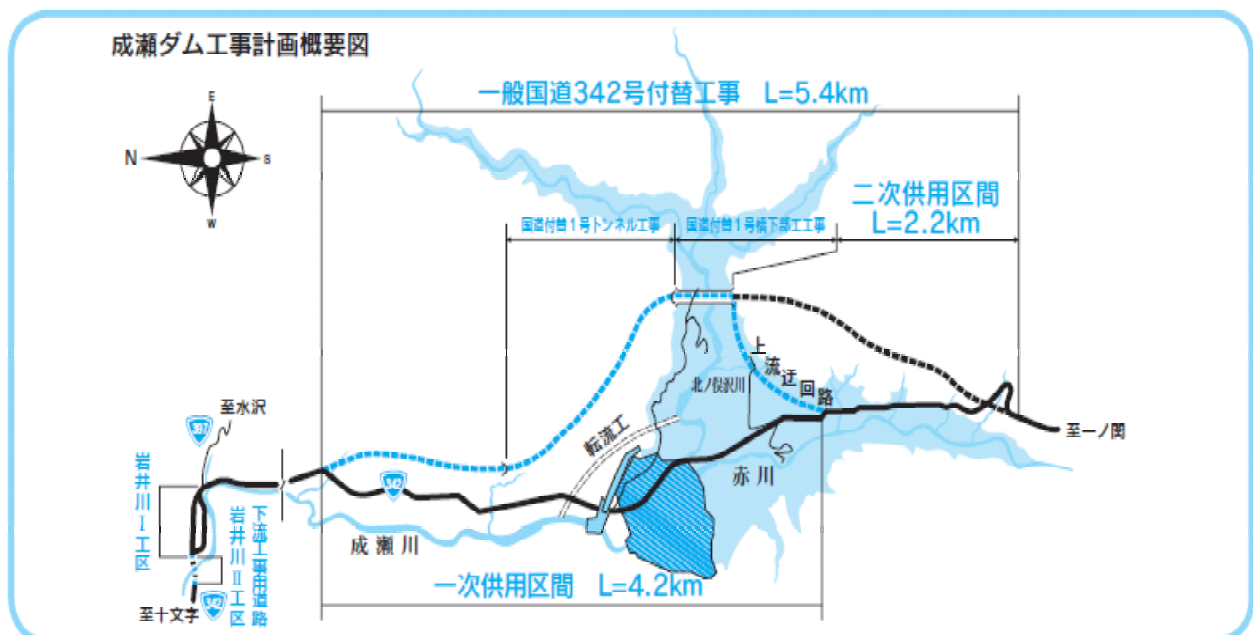 成瀬ダム工事計画概要図
一般国道342号付替工事 L=5.4km
E
N
S
W
二次供用区間
L=2.2km
国道付替1号トンネル工事
国道付替1号橋下部工工事
上流迂回路
北ノ俣沢川
至水沢
397
転流工
至一ノ関
赤川
342
岩井川Ⅰ工区
下流工事用道路
岩井川Ⅱ工区
成瀬川
一次供用区間 L=4.2km
至十文字
342